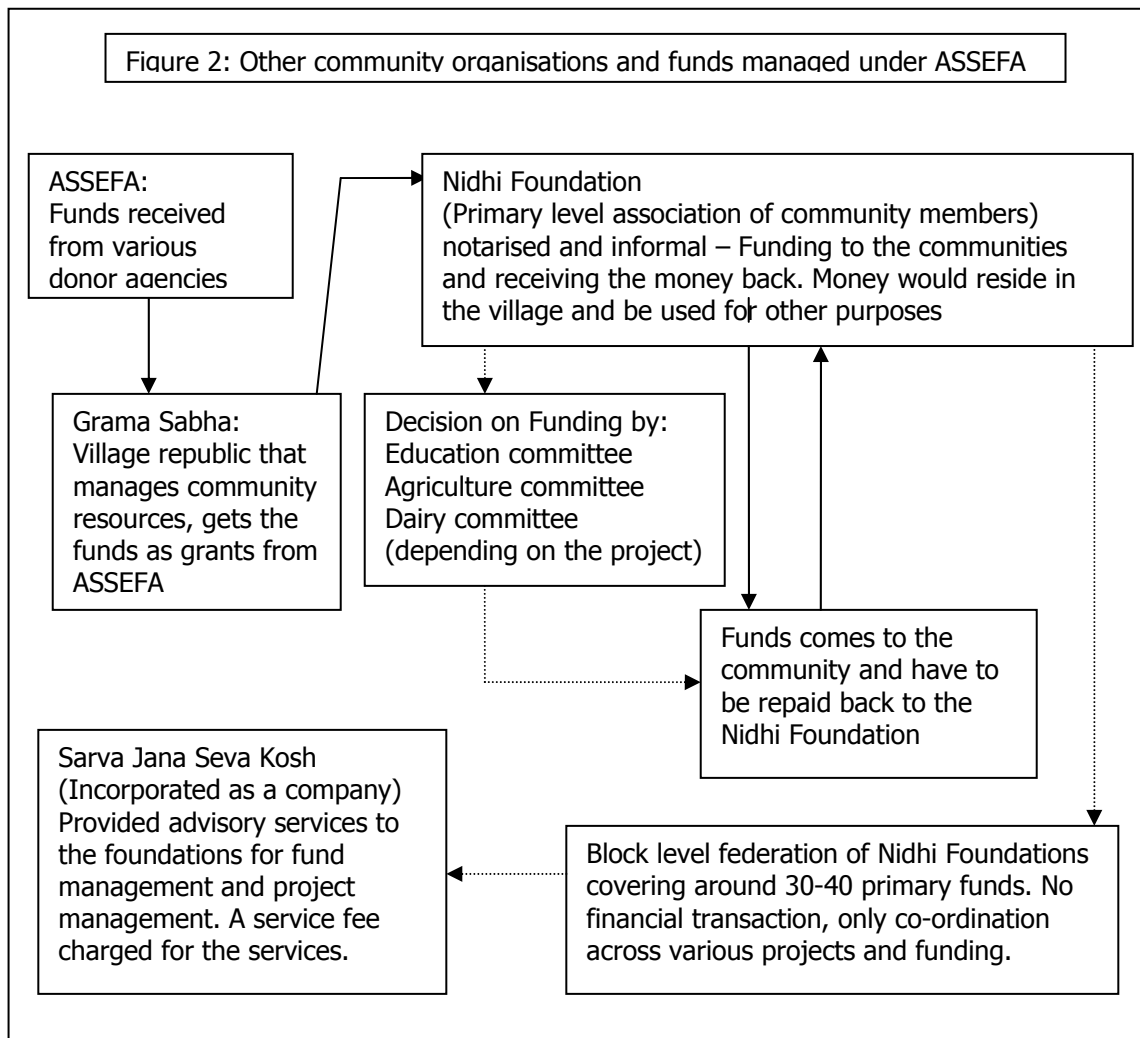 Figure 2: Other community organisations and funds managed under ASSEFA
ASSEFA:
Funds received
from various
donor agencies
Nidhi Foundation
(Primary level association of community members)
notarised and informal – Funding to the communities
and receiving the money back. Money would reside in
the village and be used for other purposes
Grama Sabha:
Village republic that
manages community
resources, gets the
funds as grants from
ASSEFA
Decision on Funding by:
Education committee
Agriculture committee
Dairy committee
(depending on the project)
Funds comes to the
community and have to
be repaid back to the
Nidhi Foundation
Sarva Jana Seva Kosh
(Incorporated as a company)
Provided advisory services to
the foundations for fund
management and project
management. A service fee
charged for the services.
Block level federation of Nidhi Foundations
covering around 30-40 primary funds. No
financial transaction, only co-ordination
across various projects and funding.